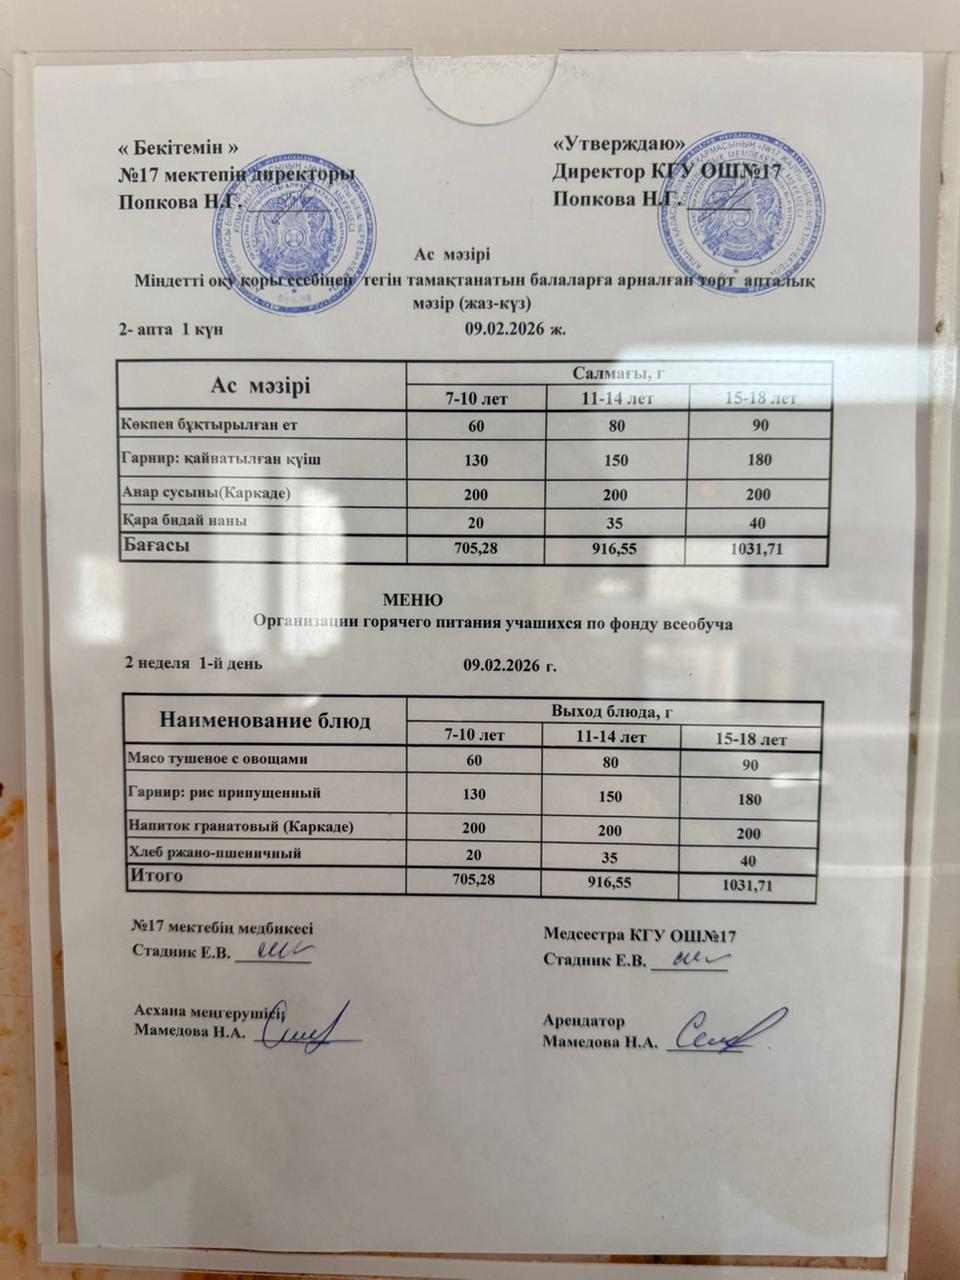 « Бекітемін »
№17 мектепің директоры
Попкова Н.Г.
«Утверждаю»
Директор КГУ ОШ№17
Попкова Н.Г.
Ас мәзірі
Міндетті оқу қоры есебінен тегін тамақтанатын балаларға арналған төрт апталық
мәзір (жаз-күз)
2- апта 1 күн 09.02.2026 ж.
Ас мәзірі Салмағы, г
7-10 лет 11-14 лет 15-18 лет
Көкпен бұқтырылған ет 60 80 90
Гарнир: қайнатылған күіш 130 150 180
Анар сусыны(Каркаде) 200 200 200
Қара бидай наны 20 35 40
Бағасы 705,28 916,55 1031,71
МЕНЮ
Организации горячего питания учашихся по фонду всеобуча
2 неделя 1-й день 09.02.2026 г.
Наименование блюд Выход блюда, г
7-10 лет 11-14 лет 15-18 лет
Мясо тушеное с овощами 60 80 90
Гарнир: рис припущенный 130 150 180
Напиток гранатовый (Каркаде) 200 200 200
Хлеб ржано-пшеничный 20 35 40
Итого 705,28 916,55 1031,71
№17 мектебің медбикесі
Стадник Е.В.
Медсестра КГУ ОШ№17
Стадник Е.В.
Асхана меңгерушісі;
Мамедова Н.А.
Арендатор
Мамедова Н.А.